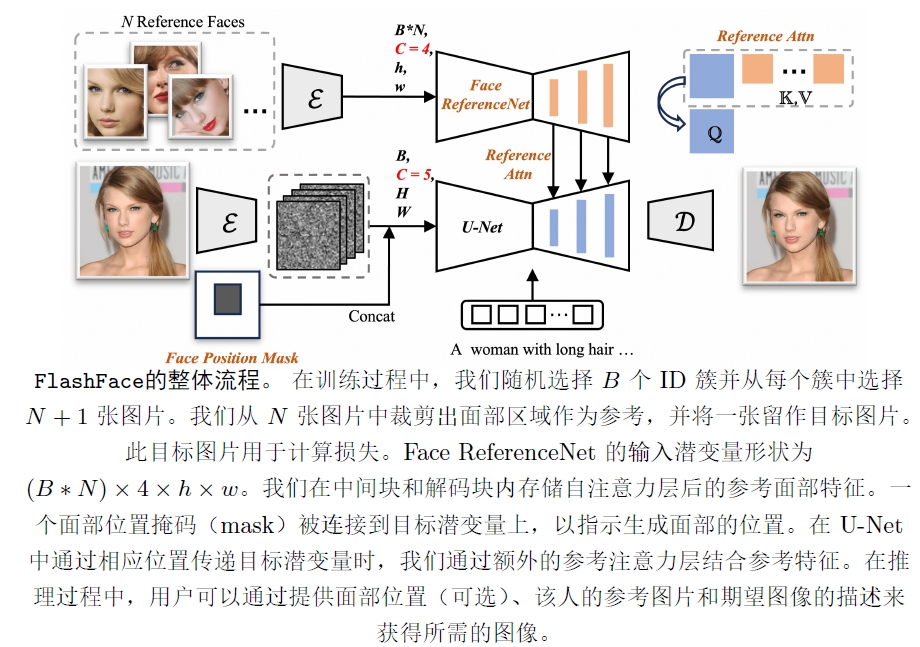 N Reference Faces
...
ℰ
B*N,
C = 4,
h,
w
Face
ReferenceNet
Reference Attn
...
𝕂,V
Q
Reference
Attn
ℰ
B,
C = 5,
H
W
U-Net
𝒟
Concat
...
Face Position Mask
A woman with long hair ...
FlashFace的整体流程。在训练过程中，我们随机选择 B 个 ID 簇并从每个簇中选择
N + 1 张图片。我们从 N 张图片中裁剪出面部区域作为参考，并将一张留作目标图片。
此目标图片用于计算损失。Face ReferenceNet 的输入潜变量形状为
(B ∗ N) × 4 × h × w。我们在中间块和解码块内存储自注意力层后的参考面部特征。一
个面部位置掩码（mask）被连接到目标潜变量上，以指示生成面部的位置。在 U-Net
中通过相应位置传递目标潜变量时，我们通过额外的参考注意力层结合参考特征。在推
理过程中，用户可以通过提供面部位置（可选）、该人的参考图片和期望图像的描述来
获得所需的图像。